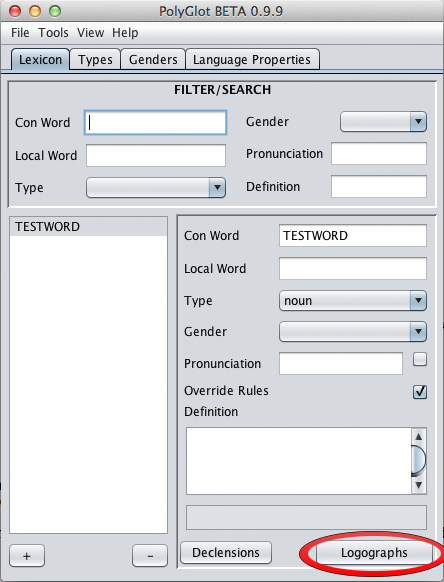 PolyGlot BETA 0.9.9
File Tools View Help
Lexicon Types Genders Language Properties
FILTER/SEARCH
Con Word Gender
Local Word Pronunciation
Type Definition
TESTWORD
Con Word TESTWORD
Local Word
Type noun
Gender
Pronunciation
Override Rules
Definition
+ - Declensions Logographs